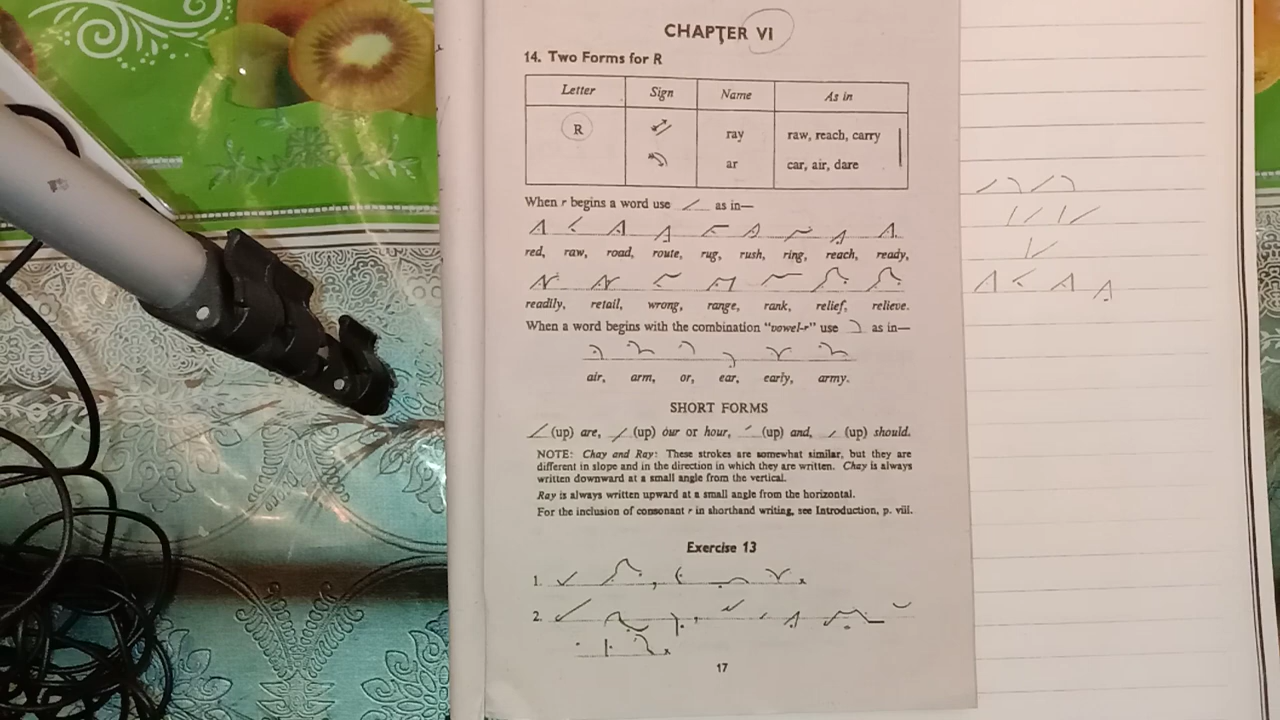 CHAPTER VI
14. Two Forms for R
Letter Sign Name As in
R ray raw, reach, carry
ar car, air, dare
When r begins a word use as in—
red, raw, road, route, rug, rush, ring, reach, ready,
readily, retail, wrong, range, rank, relief, relieve.
When a word begins with the combination "vowel-r" use as in—
air, arm, or, ear, early, army.
SHORT FORMS
(up) are, (up) our or hour, (up) and, (up) should.
NOTE: Chay and Ray: These strokes are somewhat similar, but they are
different in slope and in the direction in which they are written. Chay is always
written downward at a small angle from the vertical.
Ray is always written upward at a small angle from the horizontal.
For the inclusion of consonant r in shorthand writing, see Introduction, p. viii.
Exercise 13
1.
2.
17